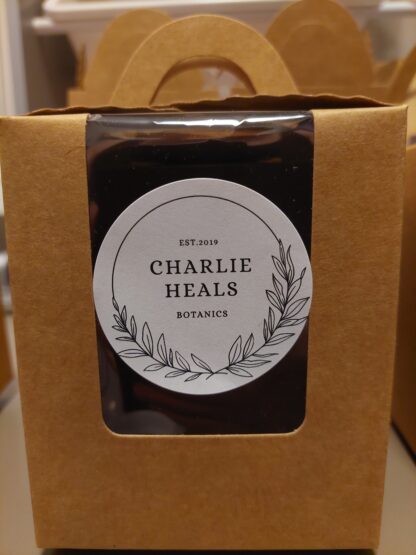 EST.2019
CHARLIE
HEALS
BOTANICS